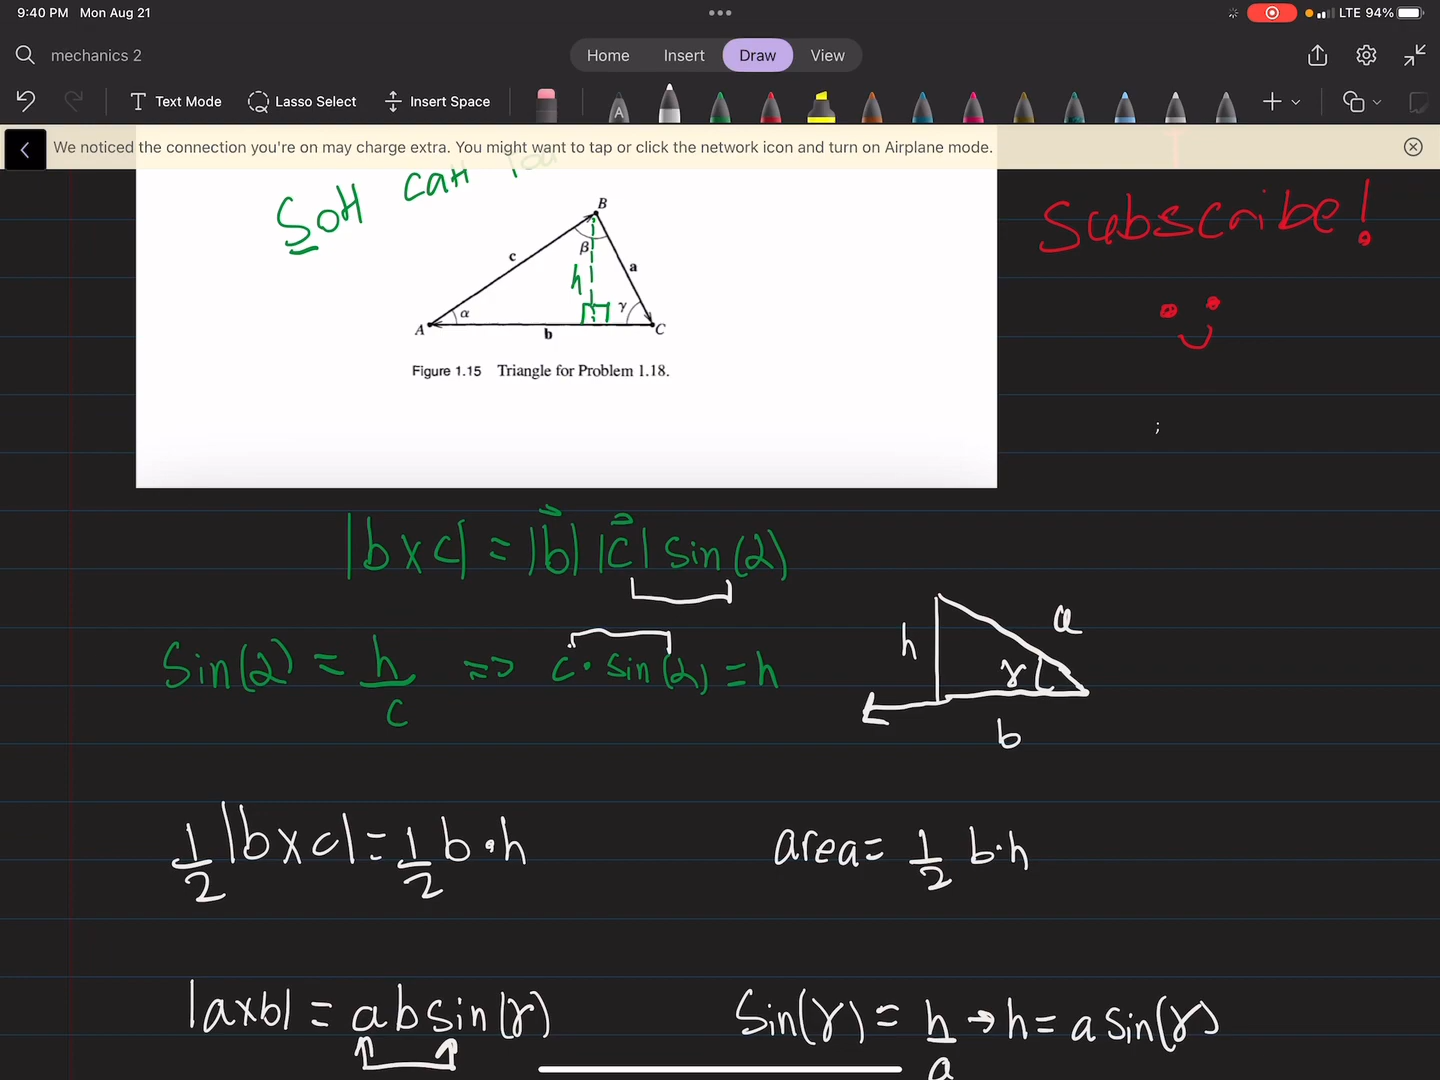 9:40 PM Mon Aug 21
LTE 94%
mechanics 2
Home Insert Draw View
Text Mode Lasso Select Insert Space
A
We noticed the connection you're on may charge extra. You might want to tap or click the network icon and turn on Airplane mode.
SOH CAH
Subscribe!
B
β
c
h
a
α
γ
A
b
C
Figure 1.15 Triangle for Problem 1.18.
;
|b×c| = |b⃗| |c⃗| sin(α)
sin(α) = h/c => c · sin(α) = h
h
a
γ
b
1/2 |b×c| = 1/2 b·h
area = 1/2 b·h
|a×b| = a b sin(γ)
Sin(γ) = h/a → h = a sin(γ)